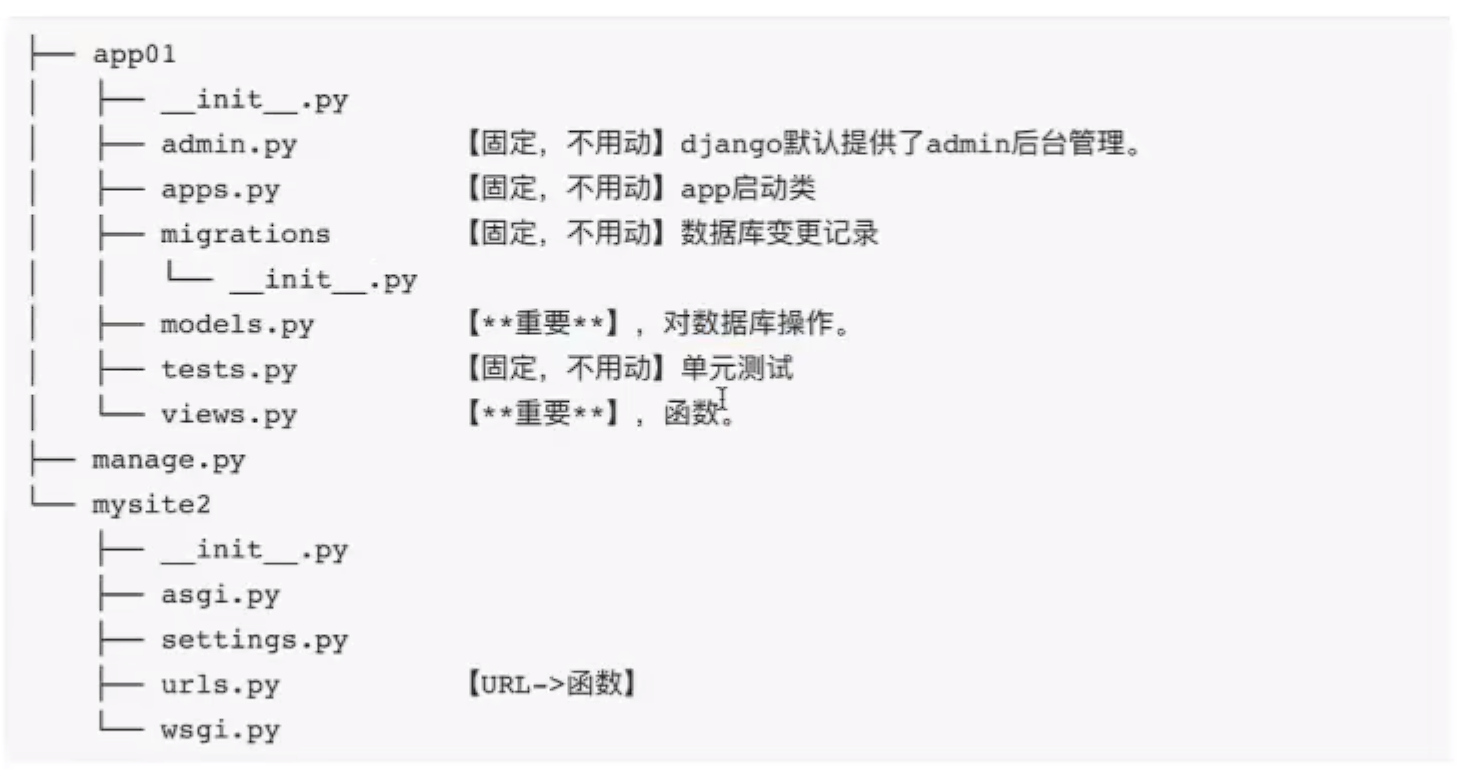 ├── app01
│   ├── __init__.py
│   ├── admin.py         【固定，不用动】django默认提供了admin后台管理。
│   ├── apps.py          【固定，不用动】app启动类
│   ├── migrations       【固定，不用动】数据库变更记录
│   │   └── __init__.py
│   ├── models.py        【**重要**】，对数据库操作。
│   ├── tests.py         【固定，不用动】单元测试
│   └── views.py         【**重要**】，函数。
├── manage.py
└── mysite2
    ├── __init__.py
    ├── asgi.py
    ├── settings.py
    ├── urls.py          【URL->函数】
    └── wsgi.py